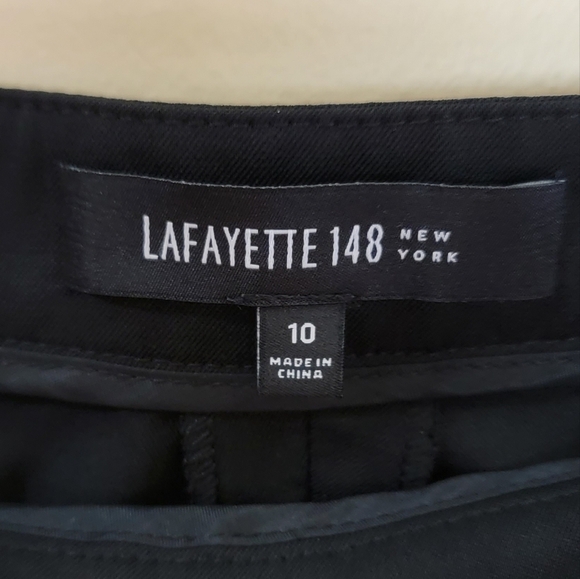 LAFAYETTE 148 NEW YORK
10
MADE IN
CHINA